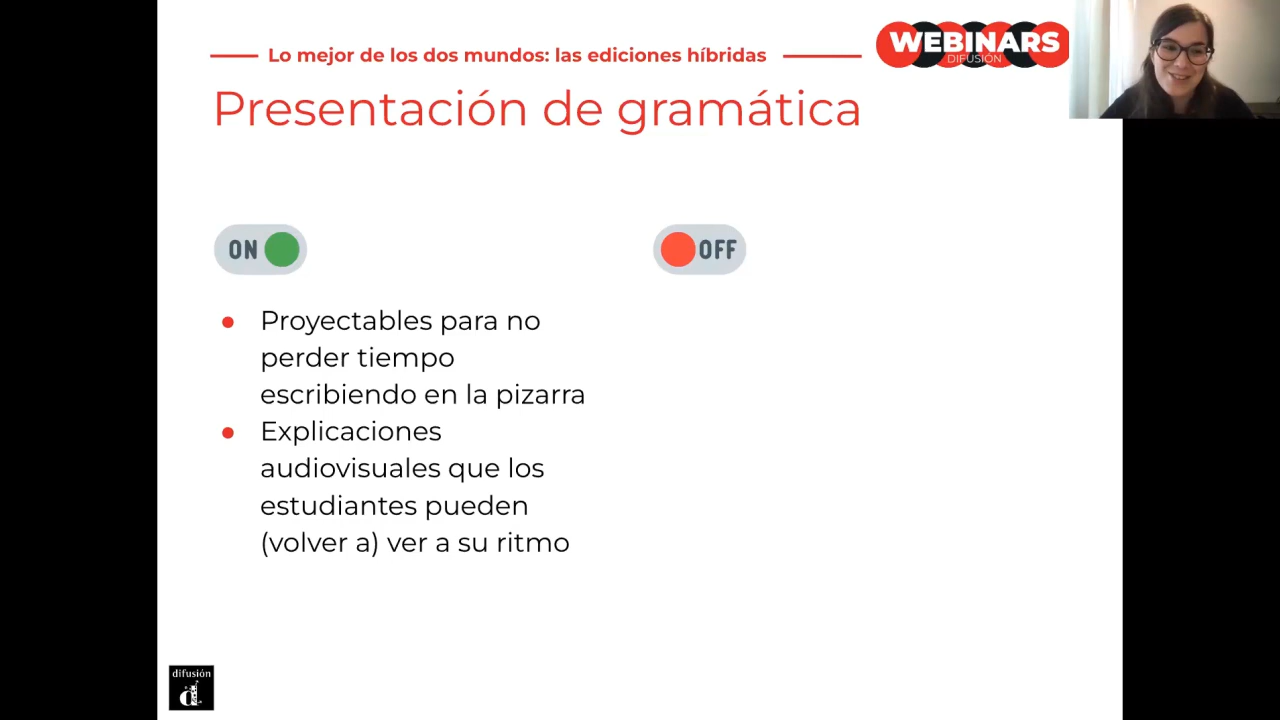 Lo mejor de los dos mundos: las ediciones híbridas
WEBINARS
DIFUSIÓN
Presentación de gramática
ON
OFF
● Proyectables para no
perder tiempo
escribiendo en la pizarra
● Explicaciones
audiovisuales que los
estudiantes pueden
(volver a) ver a su ritmo
difusión
d